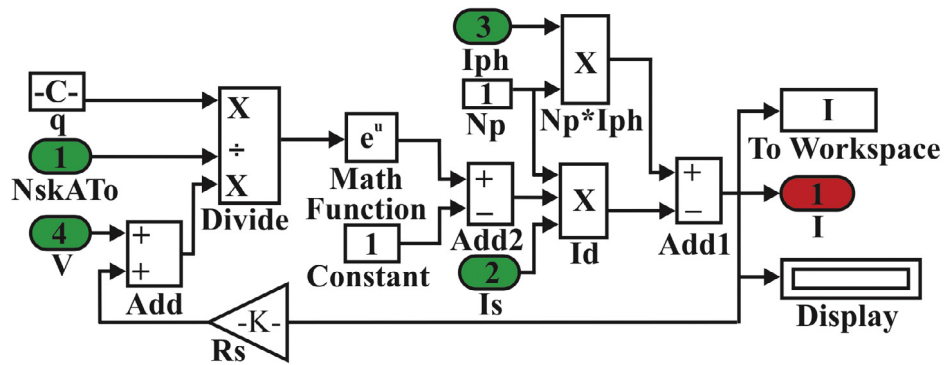 3
Iph
1
Np
X
Np*Iph
-C-
q
1
NskATo
4
V
X
÷
X
Divide
e^u
Math
Function
1
Constant
+
−
Add2
2
Is
X
Id
+
−
Add1
I
To Workspace
1
I
Display
+
+
Add
-K-
Rs